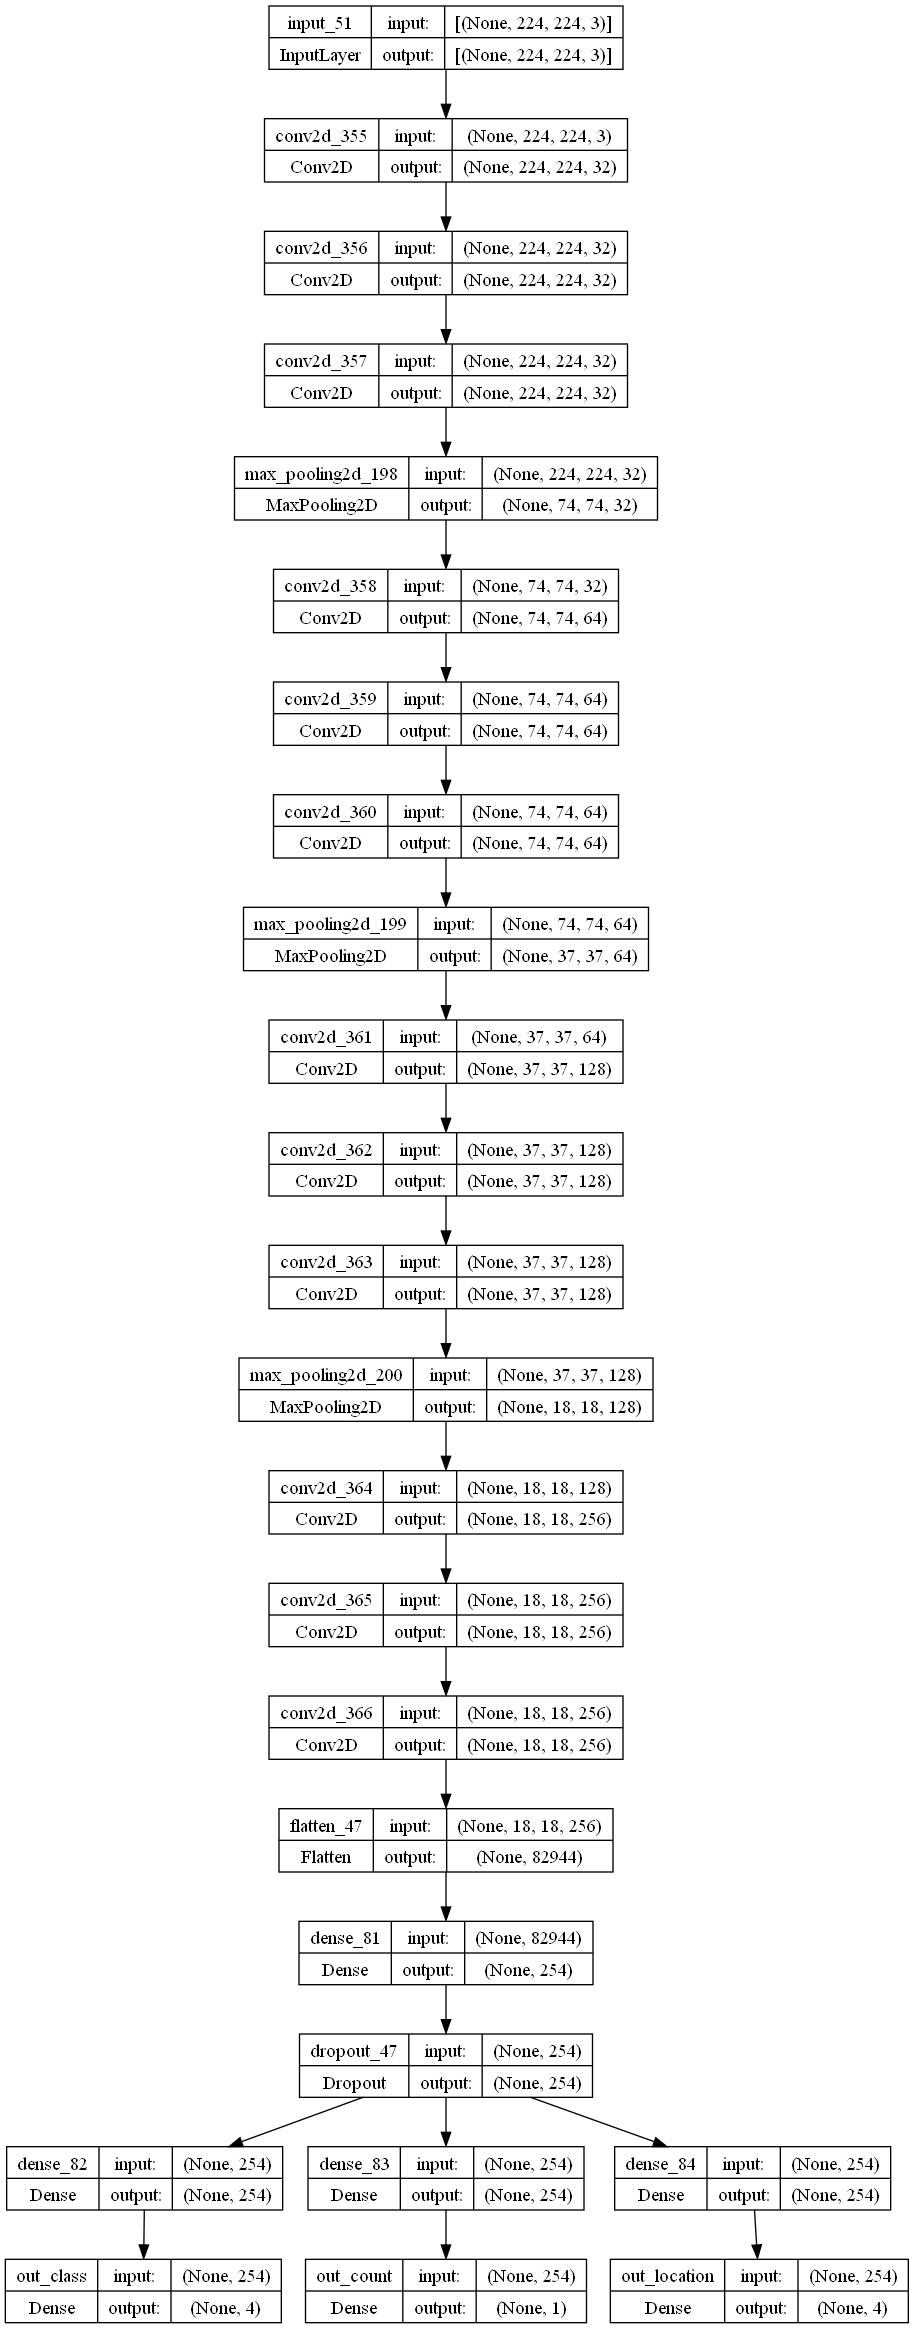 input_51 input: [(None, 224, 224, 3)]
InputLayer output: [(None, 224, 224, 3)]
conv2d_355 input: (None, 224, 224, 3)
Conv2D output: (None, 224, 224, 32)
conv2d_356 input: (None, 224, 224, 32)
Conv2D output: (None, 224, 224, 32)
conv2d_357 input: (None, 224, 224, 32)
Conv2D output: (None, 224, 224, 32)
max_pooling2d_198 input: (None, 224, 224, 32)
MaxPooling2D output: (None, 74, 74, 32)
conv2d_358 input: (None, 74, 74, 32)
Conv2D output: (None, 74, 74, 64)
conv2d_359 input: (None, 74, 74, 64)
Conv2D output: (None, 74, 74, 64)
conv2d_360 input: (None, 74, 74, 64)
Conv2D output: (None, 74, 74, 64)
max_pooling2d_199 input: (None, 74, 74, 64)
MaxPooling2D output: (None, 37, 37, 64)
conv2d_361 input: (None, 37, 37, 64)
Conv2D output: (None, 37, 37, 128)
conv2d_362 input: (None, 37, 37, 128)
Conv2D output: (None, 37, 37, 128)
conv2d_363 input: (None, 37, 37, 128)
Conv2D output: (None, 37, 37, 128)
max_pooling2d_200 input: (None, 37, 37, 128)
MaxPooling2D output: (None, 18, 18, 128)
conv2d_364 input: (None, 18, 18, 128)
Conv2D output: (None, 18, 18, 256)
conv2d_365 input: (None, 18, 18, 256)
Conv2D output: (None, 18, 18, 256)
conv2d_366 input: (None, 18, 18, 256)
Conv2D output: (None, 18, 18, 256)
flatten_47 input: (None, 18, 18, 256)
Flatten output: (None, 82944)
dense_81 input: (None, 82944)
Dense output: (None, 254)
dropout_47 input: (None, 254)
Dropout output: (None, 254)
dense_82 input: (None, 254) dense_83 input: (None, 254) dense_84 input: (None, 254)
Dense output: (None, 254) Dense output: (None, 254) Dense output: (None, 254)
out_class input: (None, 254) out_count input: (None, 254) out_location input: (None, 254)
Dense output: (None, 4) Dense output: (None, 1) Dense output: (None, 4)